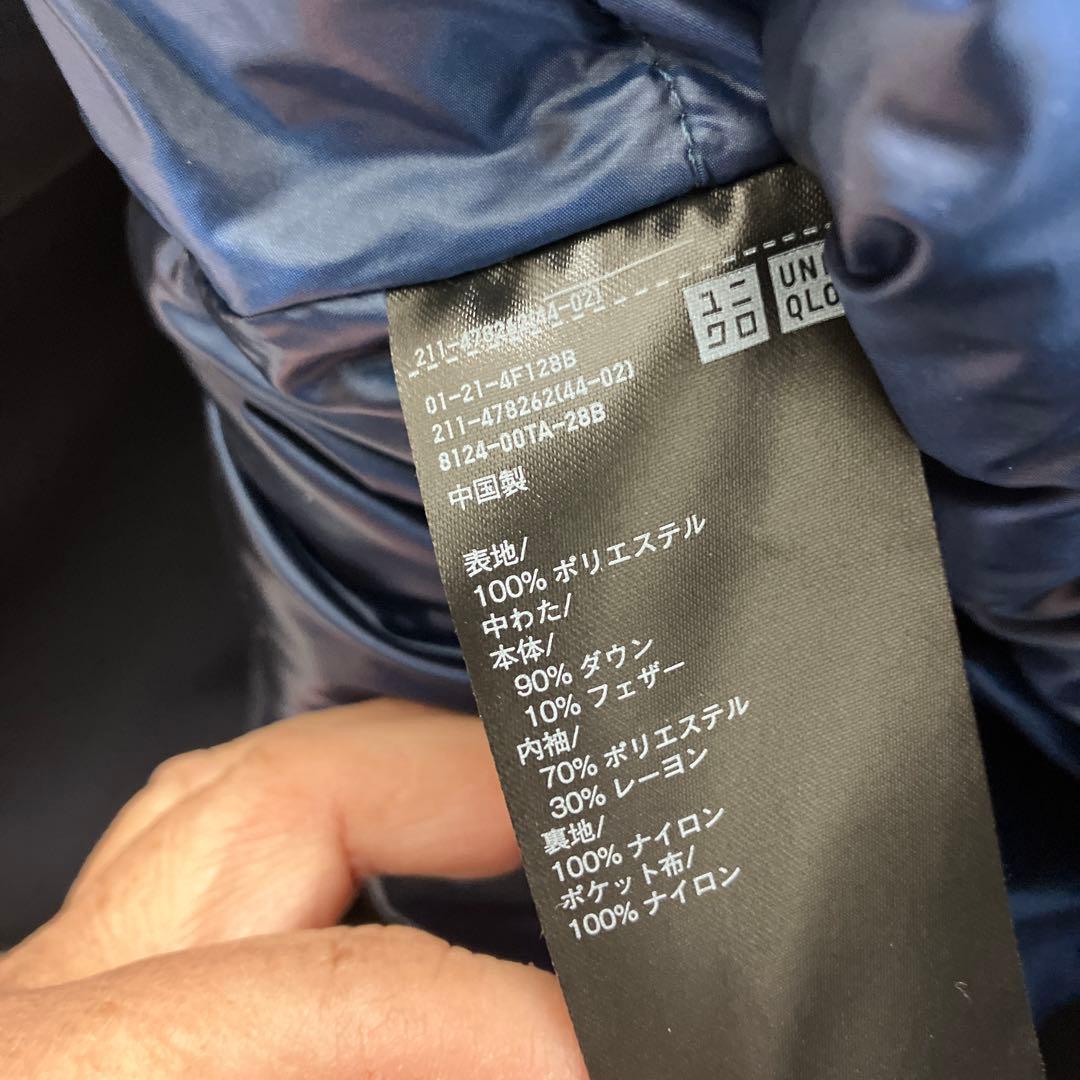 ユニ
クロ
UNI
QLO
211-478262(44-02)
01-21-4F128B
211-478262(44-02)
8124-00TA-28B
中国製
表地/
100% ポリエステル
中わた/
本体/
90% ダウン
10% フェザー
内袖/
70% ポリエステル
30% レーヨン
裏地/
100% ナイロン
ポケット布/
100% ナイロン